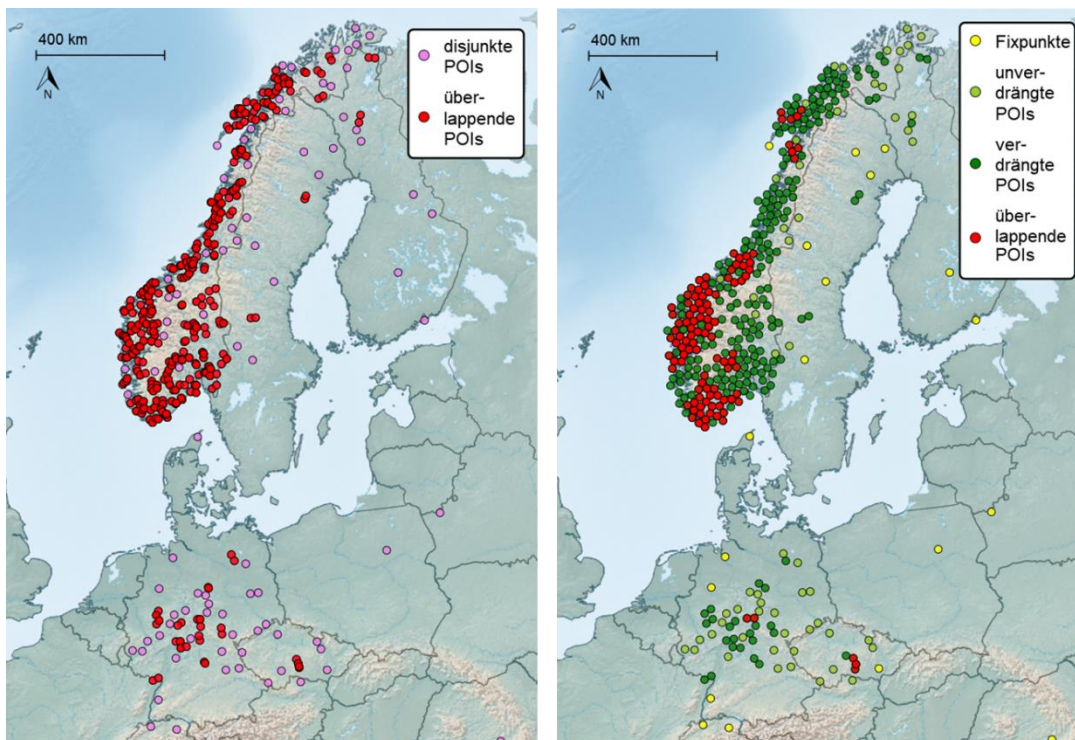 400 km
N
disjunkte
POIs
über-
lappende
POIs
400 km
N
Fixpunkte
unver-
drängte
POIs
ver-
drängte
POIs
über-
lappende
POIs